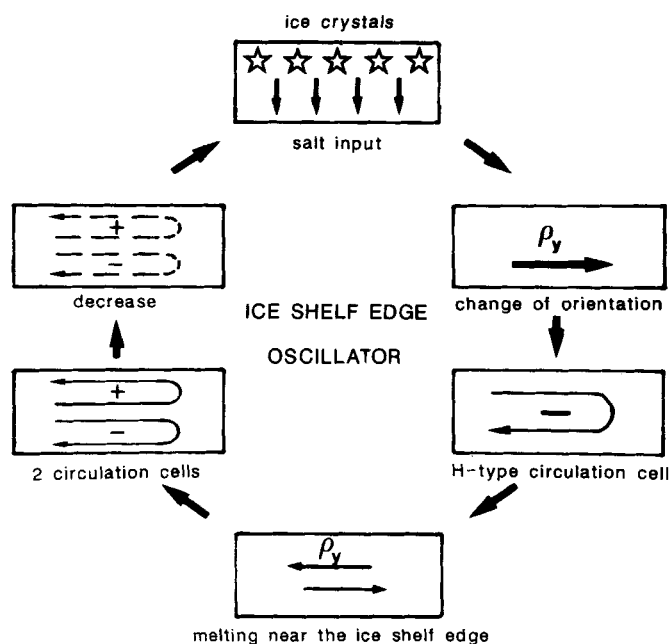 ice crystals
salt input
ρy
change of orientation
H-type circulation cell
ρy
melting near the ice shelf edge
2 circulation cells
decrease
ICE SHELF EDGE
OSCILLATOR
+
−
−
+
−